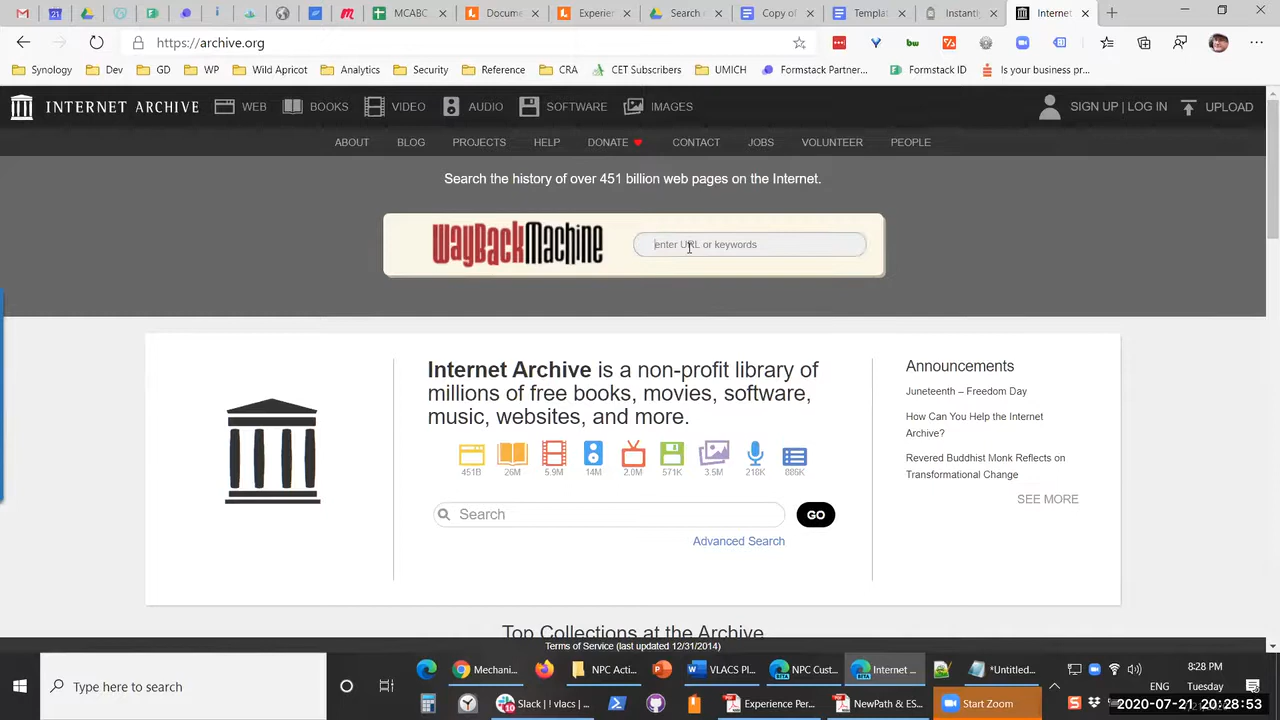 21
MCABC
Docume
Experier
Search
Copy of
Templat
Instanti
Internet
https://archive.org
bw
Synology
Dev
GD
WP
Wild Apricot
Analytics
Security
Reference
CRA
CET Subscribers
UMICH
Formstack Partner...
Formstack ID
Is your business pr...
INTERNET ARCHIVE
WEB
BOOKS
VIDEO
AUDIO
SOFTWARE
IMAGES
SIGN UP | LOG IN
UPLOAD
ABOUT
BLOG
PROJECTS
HELP
DONATE
CONTACT
JOBS
VOLUNTEER
PEOPLE
Search the history of over 451 billion web pages on the Internet.
WayBackMachine
enter URL or keywords
Internet Archive is a non-profit library of
millions of free books, movies, software,
music, websites, and more.
451B
26M
5.9M
14M
2.0M
571K
3.5M
218K
Search
GO
Advanced Search
Announcements
Juneteenth – Freedom Day
How Can You Help the Internet
Archive?
Revered Buddhist Monk Reflects on
Transformational Change
SEE MORE
Top Collections at the Archive
Terms of Service (last updated 12/31/2014)
Type here to search
Mechani...
NPC Acti...
VLACS Pl...
NPC Cust...
Internet ...
*Untitled...
Slack | ! vlacs | ...
Experience Per...
NewPath & ES...
Start Zoom
ENG
8:28 PM
Tuesday
2020-07-21 20:28:53